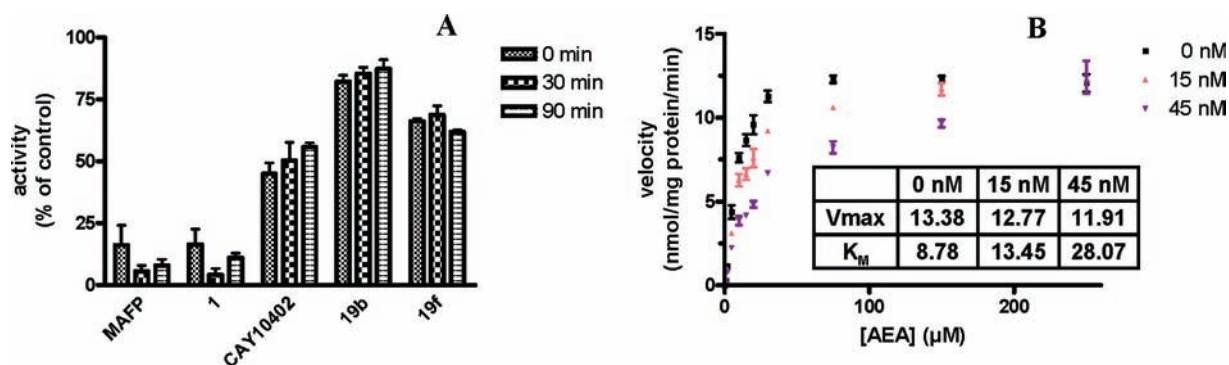 A
100
75
50
25
0
activity
(% of control)
MAFP
1
CAY10402
19b
19f
0 min
30 min
90 min
B
15
10
5
0
velocity
(nmol/mg protein/min)
0
100
200
[AEA] (µM)
0 nM
15 nM
45 nM
0 nM 15 nM 45 nM
Vmax 13.38 12.77 11.91
KM 8.78 13.45 28.07